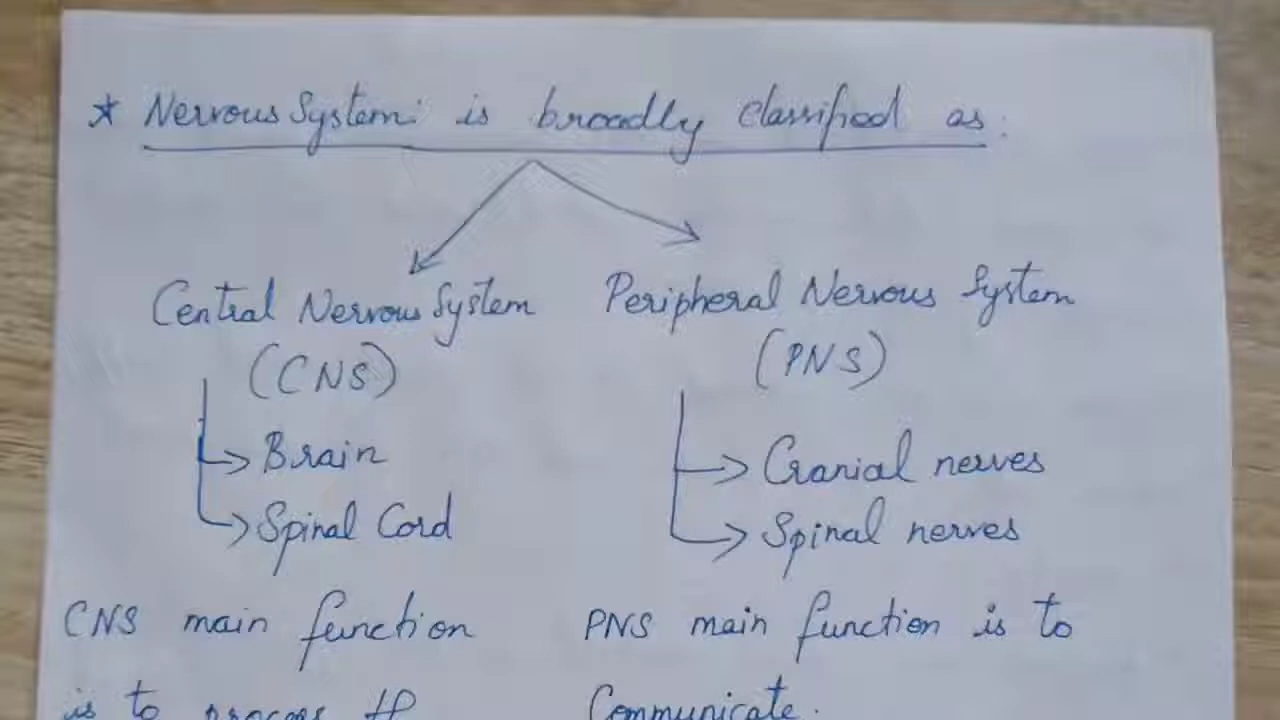 * Nervous System is broadly classified as:
Central Nervous System
(CNS)
Brain
Spinal Cord
CNS main function
is to process
Peripheral Nervous System
(PNS)
Cranial nerves
Spinal nerves
PNS main function is to
Communicate.